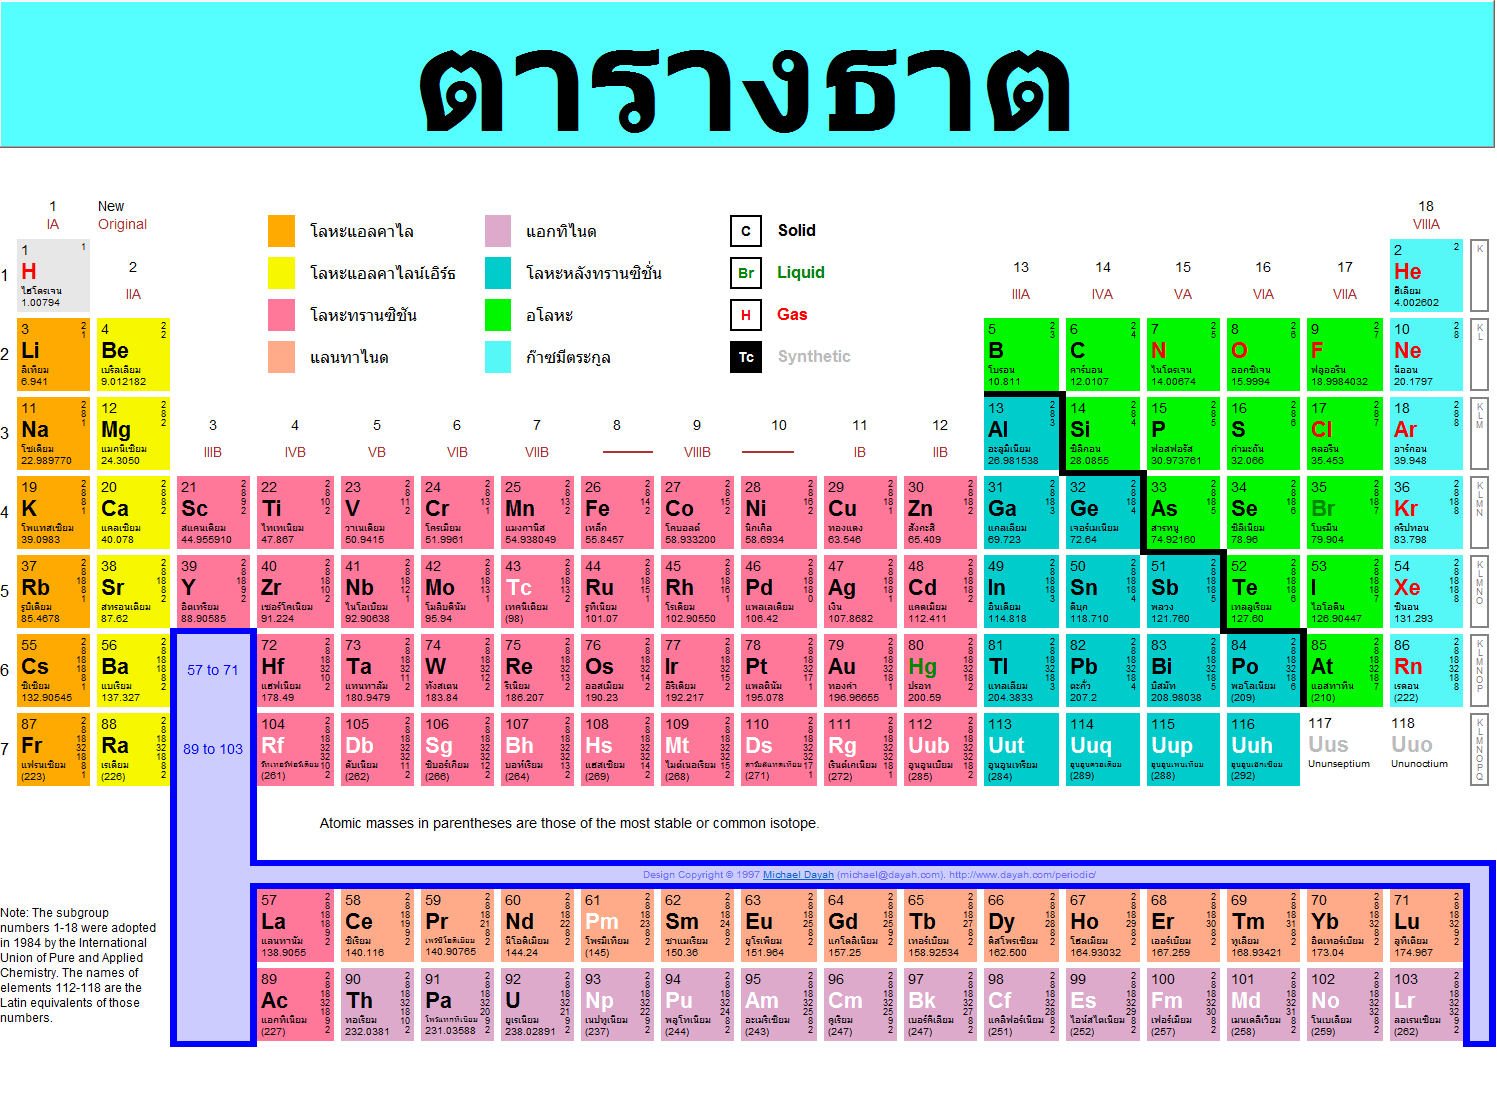 ตารางธาต
1 New 18
IA Original VIIIA
โลหะแอลคาไล แอกทิไนด C Solid
โลหะแอลคาไลน์เอิร์ธ โลหะหลังทรานซิชั่น Br Liquid
โลหะทรานซิชัน อโลหะ H Gas
แลนทาไนด ก๊าซมีตระกูล Tc Synthetic
2 13 14 15 16 17
IIA IIIA IVA VA VIA VIIA
3 4 5 6 7 8 9 10 11 12
IIIB IVB VB VIB VIIB VIIIB IB IIB
1
1 H ไฮโดรเจน 1.00794
2 He ฮีเลียม 4.002602
K
2
3 Li ลิเทียม 6.941
4 Be เบริลเลียม 9.012182
5 B โบรอน 10.811
6 C คาร์บอน 12.0107
7 N ไนโตรเจน 14.00674
8 O ออกซิเจน 15.9994
9 F ฟลูออรีน 18.9984032
10 Ne นีออน 20.1797
K L
3
11 Na โซเดียม 22.989770
12 Mg แมกนีเซียม 24.3050
13 Al อะลูมิเนียม 26.981538
14 Si ซิลิคอน 28.0855
15 P ฟอสฟอรัส 30.973761
16 S กำมะถัน 32.066
17 Cl คลอรีน 35.453
18 Ar อาร์กอน 39.948
K L M
4
19 K โพแทสเซียม 39.0983
20 Ca แคลเซียม 40.078
21 Sc สแคนเดียม 44.955910
22 Ti ไทเทเนียม 47.867
23 V วาเนเดียม 50.9415
24 Cr โครเมียม 51.9961
25 Mn แมงกานีส 54.938049
26 Fe เหล็ก 55.8457
27 Co โคบอลต์ 58.933200
28 Ni นิกเกิล 58.6934
29 Cu ทองแดง 63.546
30 Zn สังกะสี 65.409
31 Ga แกลเลียม 69.723
32 Ge เจอร์เมเนียม 72.64
33 As สารหนู 74.92160
34 Se ซีลีเนียม 78.96
35 Br โบรมีน 79.904
36 Kr คริปทอน 83.798
K L M N
5
37 Rb รูบิเดียม 85.4678
38 Sr สทรอนเตียม 87.62
39 Y อิตเทรียม 88.90585
40 Zr เซอร์โคเนียม 91.224
41 Nb ไนโอเบียม 92.90638
42 Mo โมลิบดินัม 95.94
43 Tc เทคนีเตียม (98)
44 Ru รูทีเนียม 101.07
45 Rh โรเดียม 102.90550
46 Pd พอลเลเดียม 106.42
47 Ag เงิน 107.8682
48 Cd แคดเมียม 112.411
49 In อินเดียม 114.818
50 Sn ดีบุก 118.710
51 Sb พลวง 121.760
52 Te เทลลูเรียม 127.60
53 I ไอโอดีน 126.90447
54 Xe ซีนอน 131.293
K L M N O
6
55 Cs ซีเซียม 132.90545
56 Ba แบเรียม 137.327
57 to 71
72 Hf แฮฟเนียม 178.49
73 Ta แทนทาลัม 180.9479
74 W ทังสเตน 183.84
75 Re รีเนียม 186.207
76 Os ออสเมียม 190.23
77 Ir อิริเดียม 192.217
78 Pt แพลตินัม 195.078
79 Au ทองคำ 196.96655
80 Hg ปรอท 200.59
81 Tl แทลเลียม 204.3833
82 Pb ตะกั่ว 207.2
83 Bi บิสมัท 208.98038
84 Po พอโลเนียม (209)
85 At แอสทาทีน (210)
86 Rn เรดอน (222)
K L M N O P
7
87 Fr แฟรนเซียม (223)
88 Ra เรเดียม (226)
89 to 103
104 Rf (261)
105 Db ดับเนียม (262)
106 Sg ซีบอร์เกียม (266)
107 Bh บอห์เรียม (264)
108 Hs แฮสเซียม (269)
109 Mt ไมต์เนอเรียม (268)
110 Ds (271)
111 Rg เรินต์เกเนียม (272)
112 Uub อูนอูนเบียม (285)
113 Uut อูนอูนเทรียม (284)
114 Uuq อูนอูนควอเดียม (289)
115 Uup อูนอูนเพนเทียม (288)
116 Uuh อูนอูนเฮกเซียม (292)
117 Uus Ununseptium
118 Uuo Ununoctium
K L M N O P Q
Atomic masses in parentheses are those of the most stable or common isotope.
Design Copyright © 1997 Michael Dayah (michael@dayah.com). http://www.dayah.com/periodic/
57 La แลนทานัม 138.9055
58 Ce ซีเรียม 140.116
59 Pr 140.90765
60 Nd นีโอดิเมียม 144.24
61 Pm โพรมีเทียม (145)
62 Sm ซาแมเรียม 150.36
63 Eu ยูโรเพียม 151.964
64 Gd แกโดลิเนียม 157.25
65 Tb เทอร์เบียม 158.92534
66 Dy ดิสโพรเซียม 162.500
67 Ho โฮลเมียม 164.93032
68 Er เออร์เบียม 167.259
69 Tm ทูเลียม 168.93421
70 Yb อิตเทอร์เบียม 173.04
71 Lu ลูทีเตียม 174.967
89 Ac แอคทีเนียม (227)
90 Th ทอเรียม 232.0381
91 Pa 231.03588
92 U ยูเรเนียม 238.02891
93 Np เนปทูเนียม (237)
94 Pu พลูโทเนียม (244)
95 Am อะเมริเซียม (243)
96 Cm คูเรียม (247)
97 Bk เบอร์คีเลียม (247)
98 Cf แคลิฟอร์เนียม (251)
99 Es ไอน์สไตเนียม (252)
100 Fm เฟอร์เมียม (257)
101 Md เมนเดลีเวียม (258)
102 No โนเบเลียม (259)
103 Lr ลอเรนเซียม (262)
Note: The subgroup
numbers 1-18 were adopted
in 1984 by the International
Union of Pure and Applied
Chemistry. The names of
elements 112-118 are the
Latin equivalents of those
numbers.